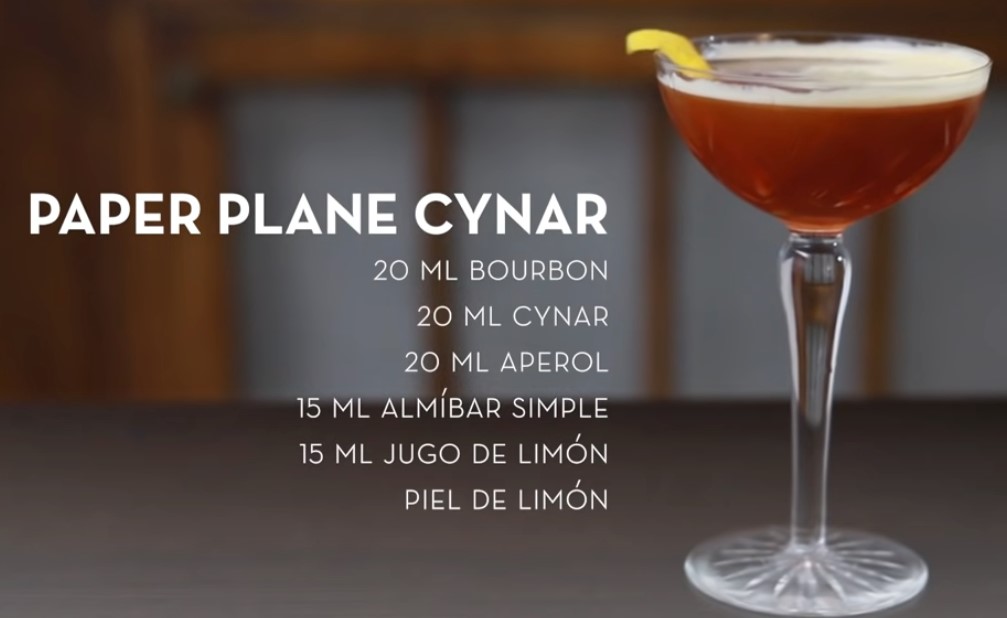 PAPER PLANE CYNAR
20 ML BOURBON
20 ML CYNAR
20 ML APEROL
15 ML ALMÍBAR SIMPLE
15 ML JUGO DE LIMÓN
PIEL DE LIMÓN